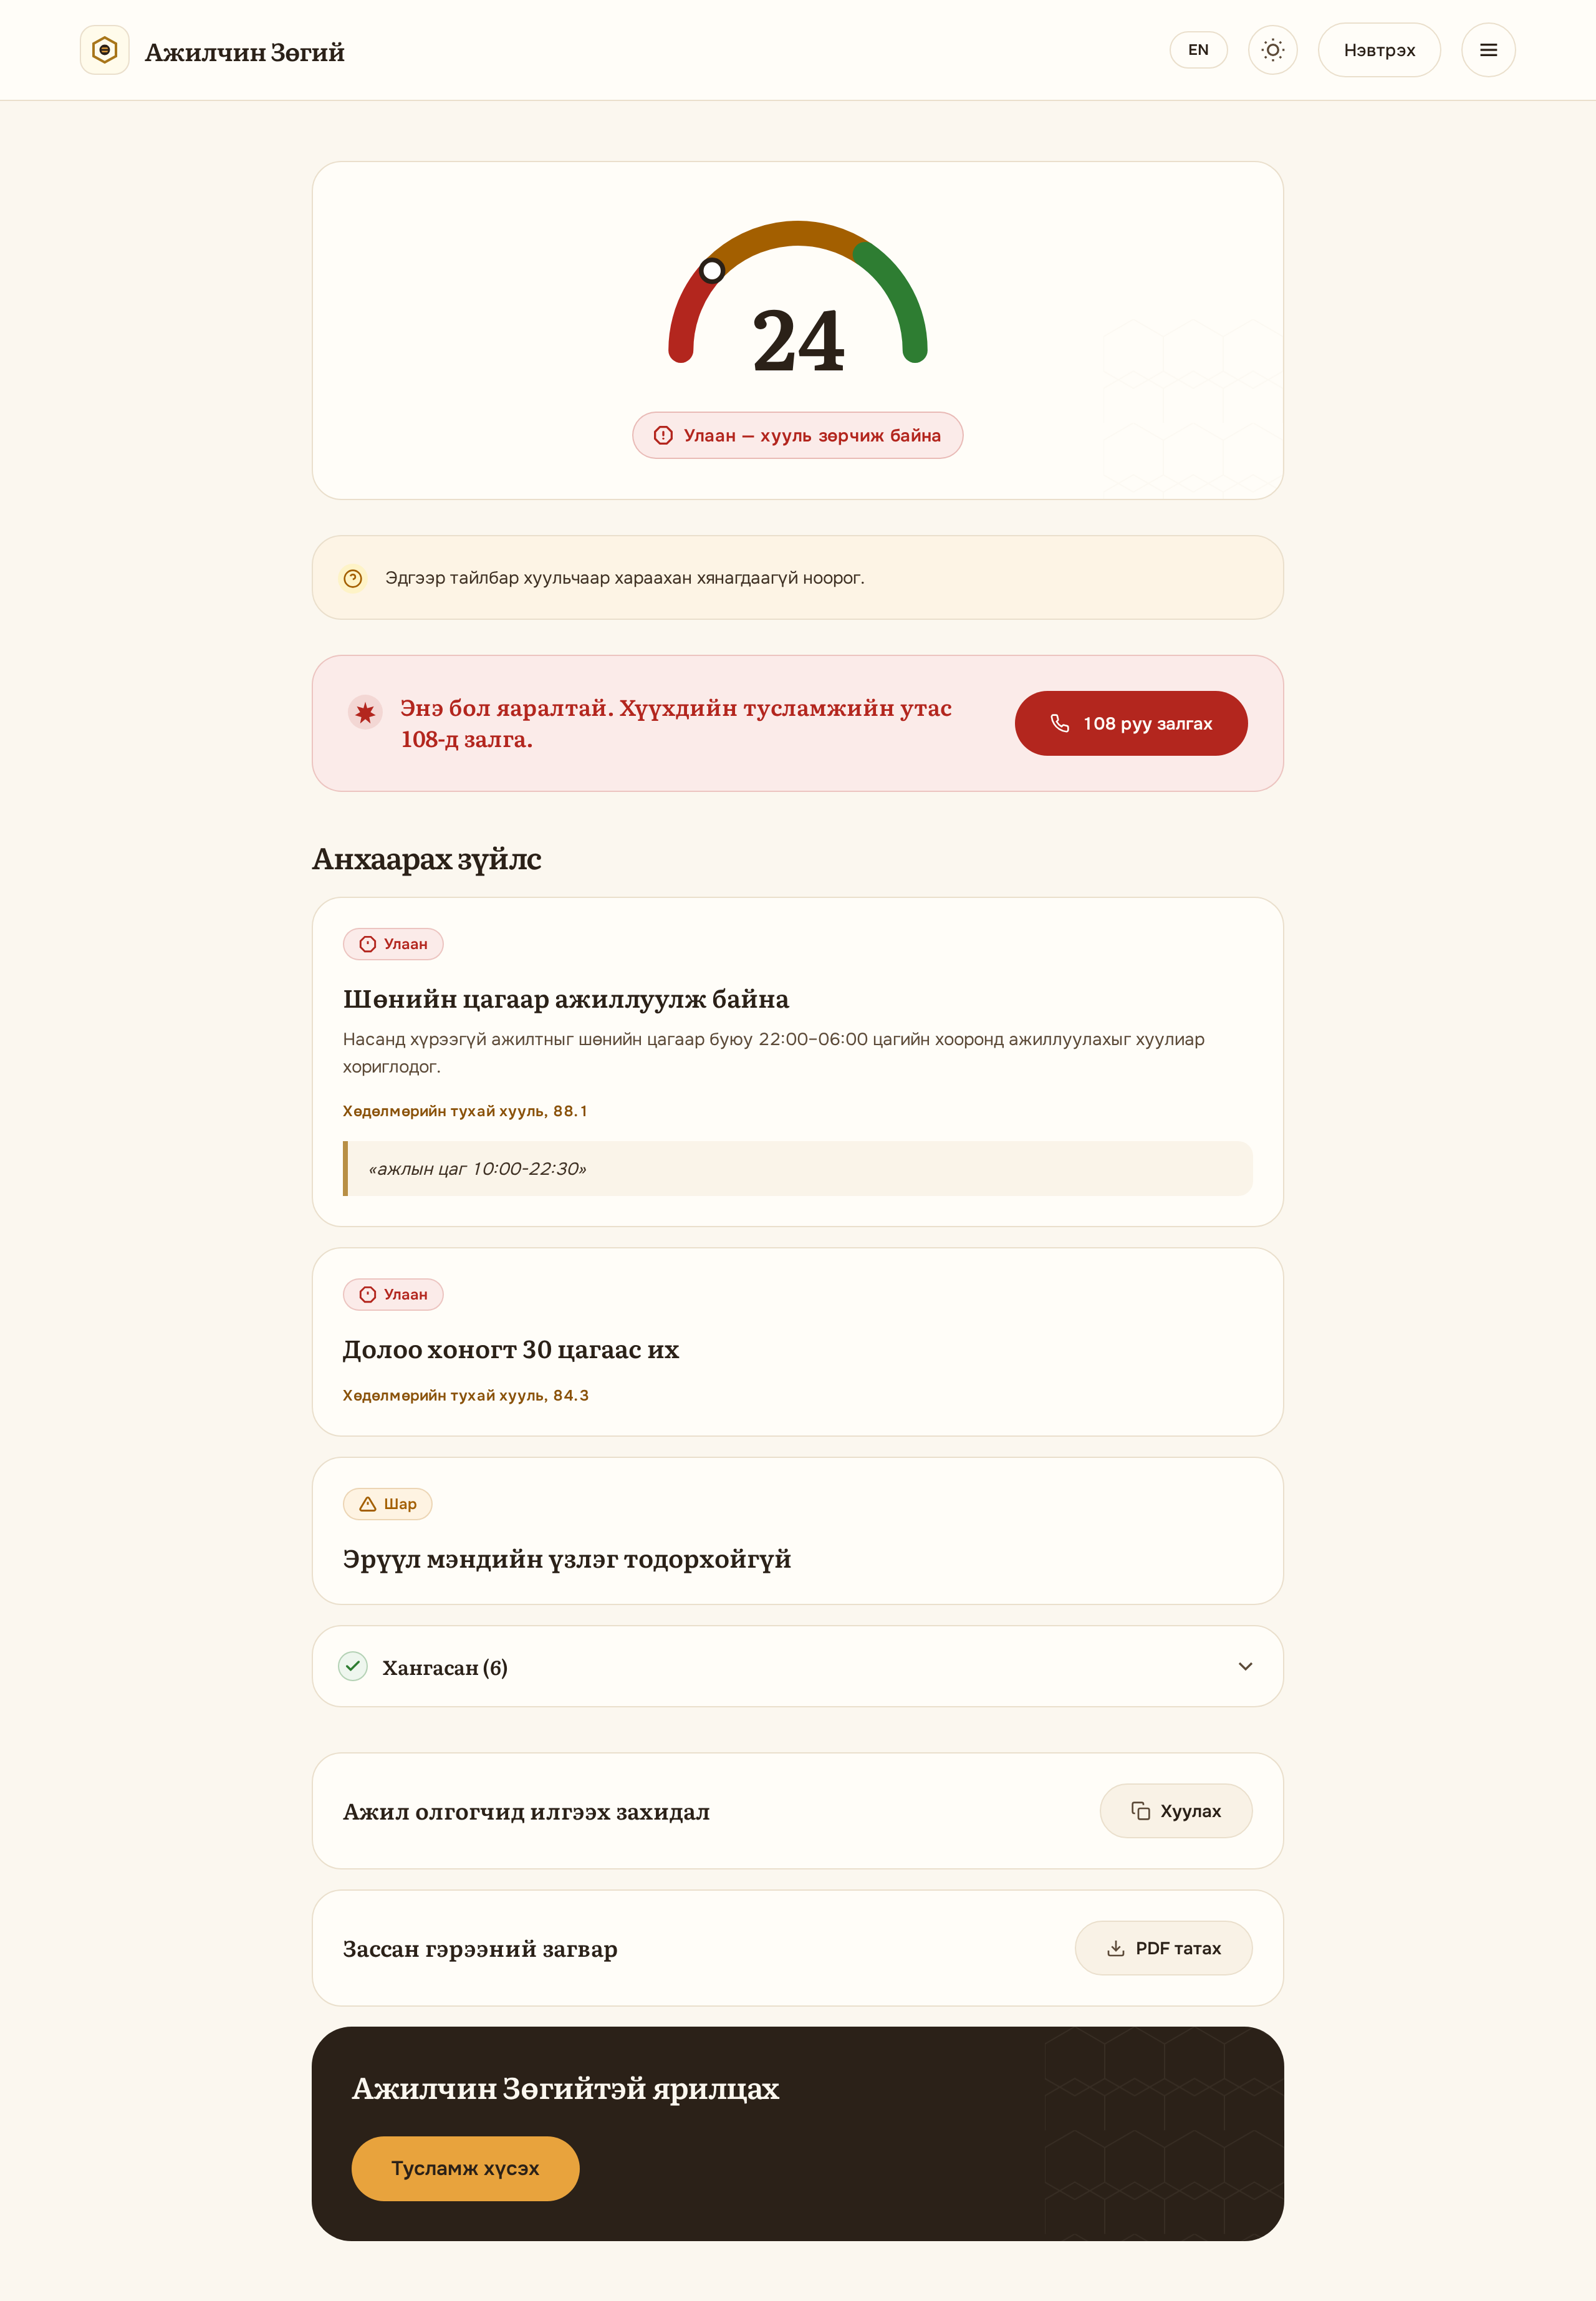 Ажилчин Зөгий
EN
Нэвтрэх
24
Улаан — хууль зөрчиж байна
Эдгээр тайлбар хуульчаар хараахан хянагдаагүй ноорог.
Энэ бол яаралтай. Хүүхдийн тусламжийн утас
108-д залга.
108 руу залгах
Анхаарах зүйлс
Улаан
Шөнийн цагаар ажиллуулж байна
Насанд хүрээгүй ажилтныг шөнийн цагаар буюу 22:00–06:00 цагийн хооронд ажиллуулахыг хуулиар
хориглодог.
Хөдөлмөрийн тухай хууль, 88.1
«ажлын цаг 10:00-22:30»
Улаан
Долоо хоногт 30 цагаас их
Хөдөлмөрийн тухай хууль, 84.3
Шар
Эрүүл мэндийн үзлэг тодорхойгүй
Хангасан (6)
Ажил олгогчид илгээх захидал
Хуулах
Зассан гэрээний загвар
PDF татах
Ажилчин Зөгийтэй ярилцах
Тусламж хүсэх